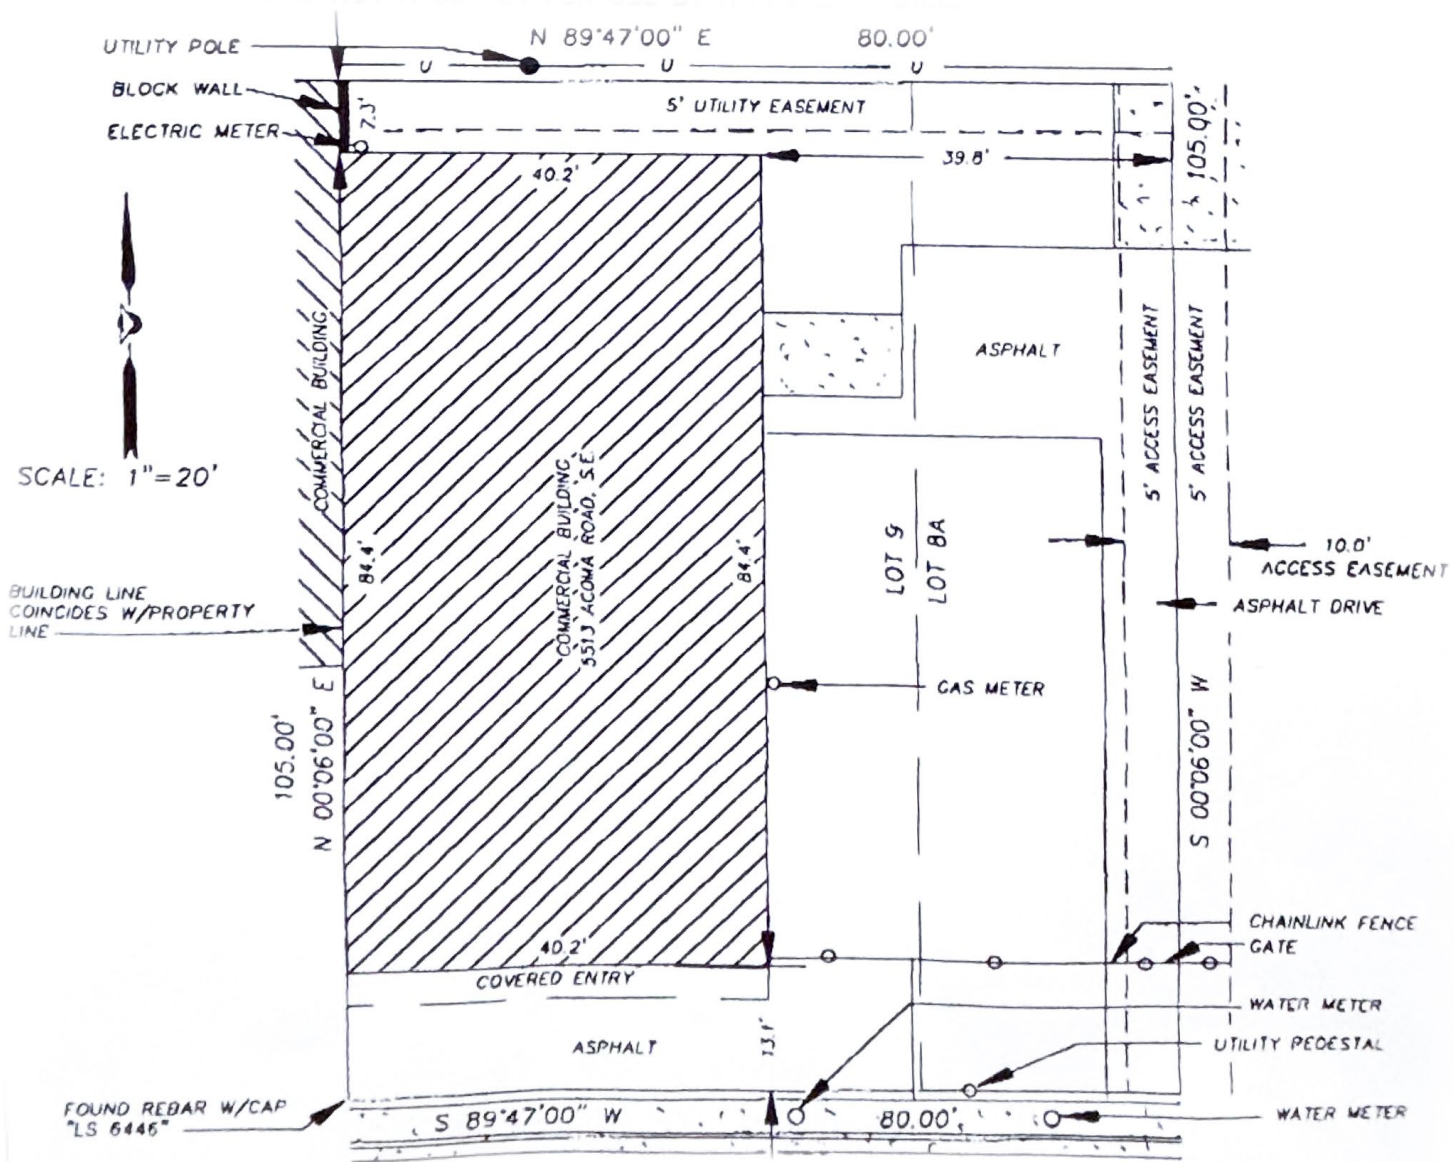 N 89°47'00" E
80.00'
UTILITY POLE
U
U
U
BLOCK WALL
ELECTRIC METER
7.3'
5' UTILITY EASEMENT
105.00'
40.2'
39.8'
SCALE: 1"=20'
COMMERCIAL BUILDING
ASPHALT
5' ACCESS EASEMENT
5' ACCESS EASEMENT
COMMERCIAL BUILDING
5513 ACOMA ROAD, S.E.
84.4'
84.4'
LOT 9
LOT 8A
10.0'
ACCESS EASEMENT
ASPHALT DRIVE
BUILDING LINE
COINCIDES W/PROPERTY
LINE
GAS METER
105.00'
N 00°06'00" E
S 00°06'00" W
CHAINLINK FENCE
GATE
40.2'
COVERED ENTRY
WATER METER
UTILITY PEDESTAL
ASPHALT
13.1'
FOUND REBAR W/CAP
"LS 6446"
S 89°47'00" W
80.00'
WATER METER